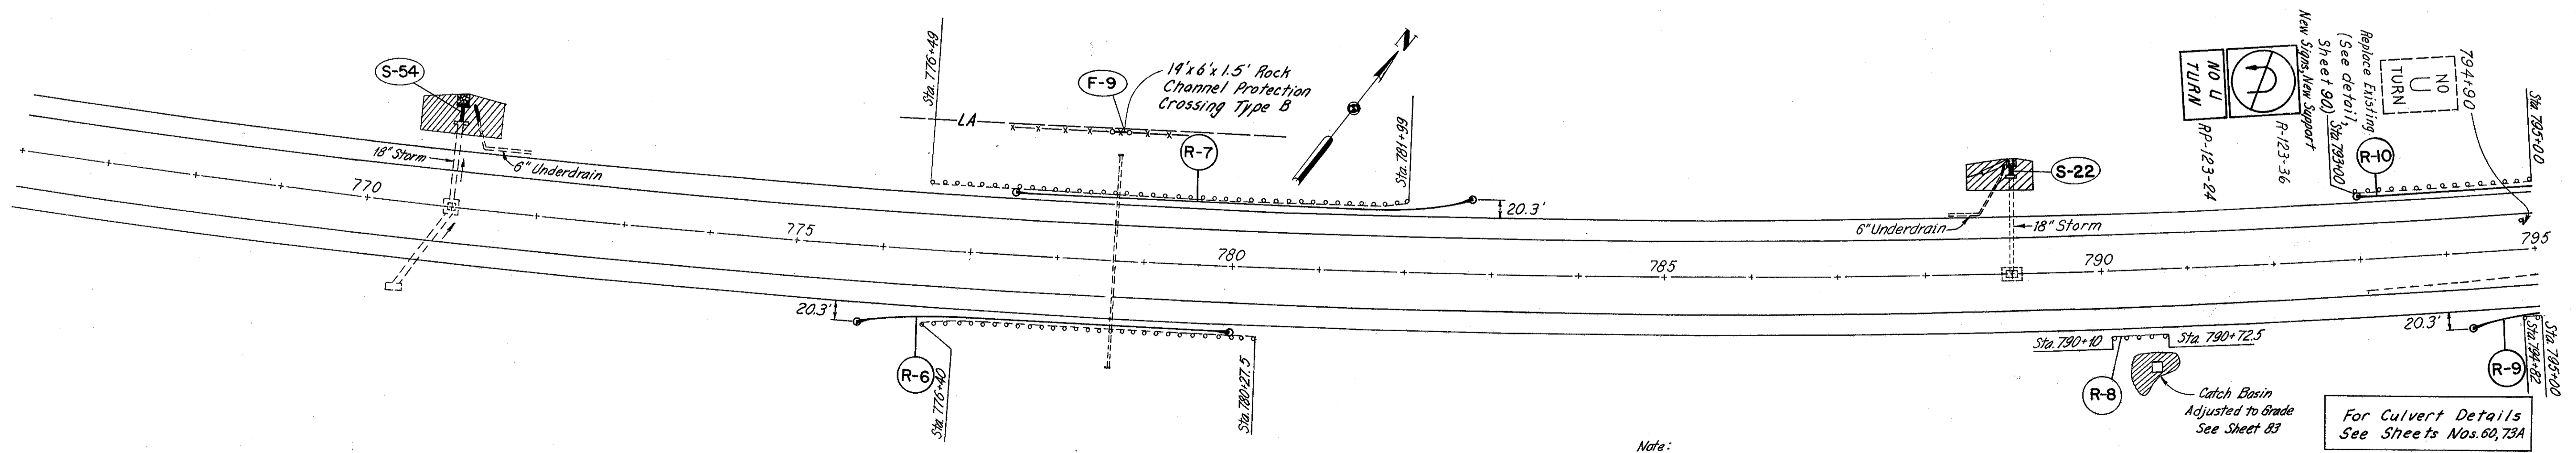 S-54
18" Storm
6" Underdrain
770
Sta. 776+49
LA
F-9
14'x6'x1.5' Rock
Channel Protection
Crossing Type B
R-7
N
Sta. 781+99
20.3'
775
780
785
790
795
20.3'
R-6
Sta. 776+40
Sta. 780+27.5
S-22
6" Underdrain
18" Storm
NO U
TURN
RP-123-24
R-123-36
New Signs, New Support
Sheet 90)
(See detail,
Replace Existing
NO
U
TURN
794+90
Sta. 793+00
R-10
Sta. 795+00
Sta. 790+10
Sta. 790+72.5
R-8
Catch Basin
Adjusted to Grade
See Sheet 83
20.3'
R-9
Sta. 794+82
Sta. 795+00
For Culvert Details
See Sheets Nos. 60, 73A
Note: